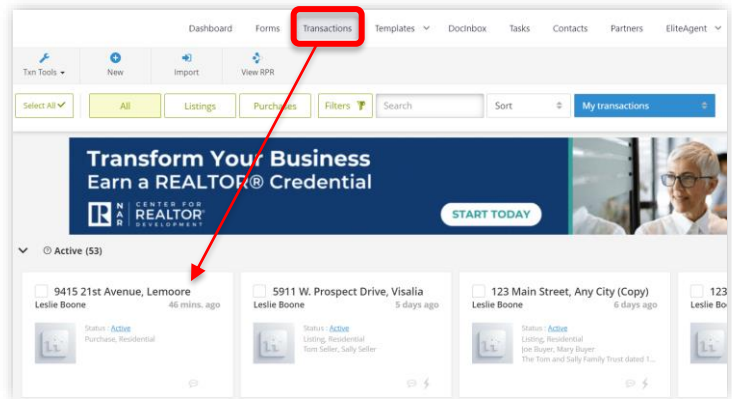 Dashboard Forms Transactions Templates DocInbox Tasks Contacts Partners EliteAgent
Txn Tools New Import View RPR
Select All All Listings Purchases Filters Search Sort My transactions
Transform Your Business
Earn a REALTOR® Credential
NAR CENTER FOR
REALTOR®
DEVELOPMENT
START TODAY
Active (53)
9415 21st Avenue, Lemoore
Leslie Boone 46 mins. ago
Status : Active
Purchase, Residential
5911 W. Prospect Drive, Visalia
Leslie Boone 5 days ago
Status : Active
Listing, Residential
Tom Seller, Sally Seller
123 Main Street, Any City (Copy)
Leslie Boone 6 days ago
Status : Active
Listing, Residential
Joe Buyer, Mary Buyer
The Tom and Sally Family Trust dated 1...
123
Leslie Bo